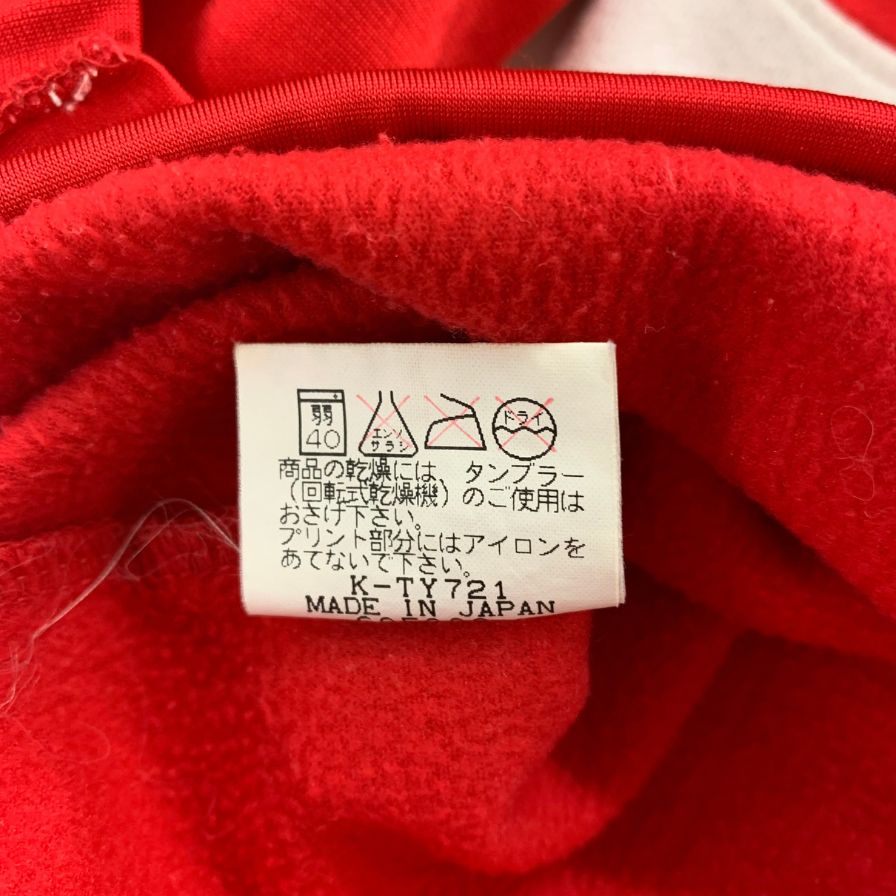 弱
40
エンソ
サラシ
ドライ
商品の乾燥には、タンブラー
（回転式乾燥機）のご使用は
おさけ下さい。
プリント部分にはアイロンを
あてないで下さい。
K-TY721
MADE IN JAPAN